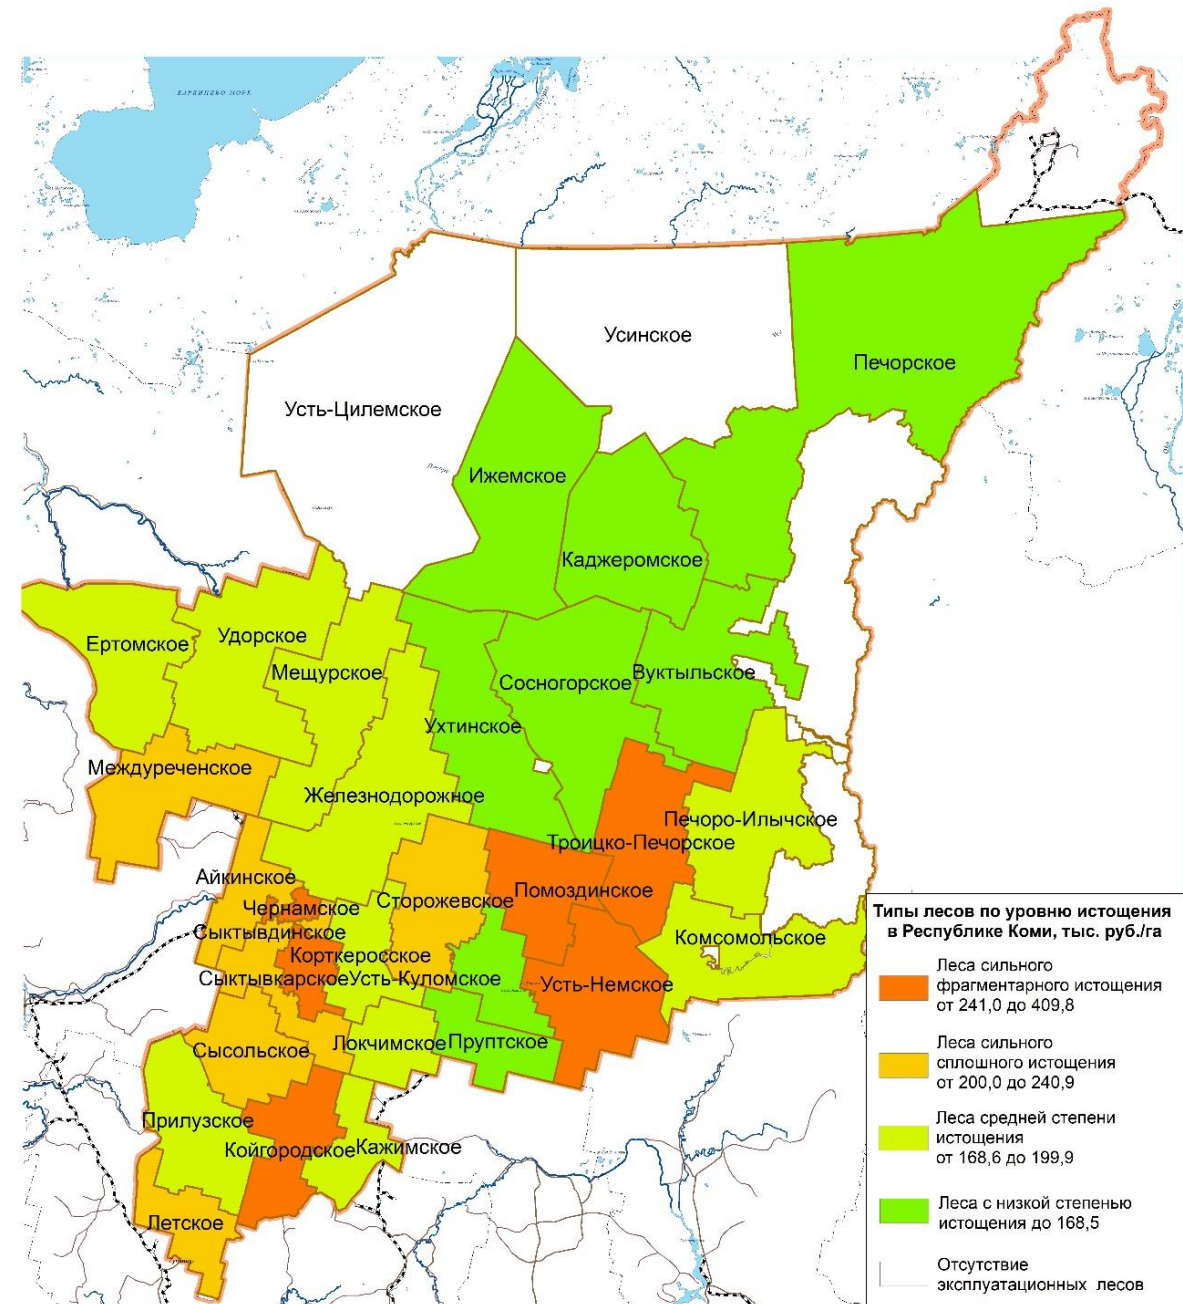 БАРЕНЦЕВО МОРЕ
Усинское
Печорское
Усть-Цилемское
Ижемское
Каджеромское
Ертомское
Удорское
Мещурское
Сосногорское
Вуктыльское
Ухтинское
Междуреченское
Железнодорожное
Печоро-Илычское
Троицко-Печорское
Айкинское
Чернамское
Сторожевское
Помоздинское
Сыктывдинское
Корткеросское
Комсомольское
Сыктывкарское
Усть-Куломское
Усть-Немское
Сысольское
Локчимское
Пруптское
Прилузское
Койгородское
Кажимское
Летское
Типы лесов по уровню истощения
в Республике Коми, тыс. руб./га
Леса сильного
фрагментарного истощения
от 241,0 до 409,8
Леса сильного
сплошного истощения
от 200,0 до 240,9
Леса средней степени
истощения
от 168,6 до 199,9
Леса с низкой степенью
истощения до 168,5
Отсутствие
эксплуатационных лесов